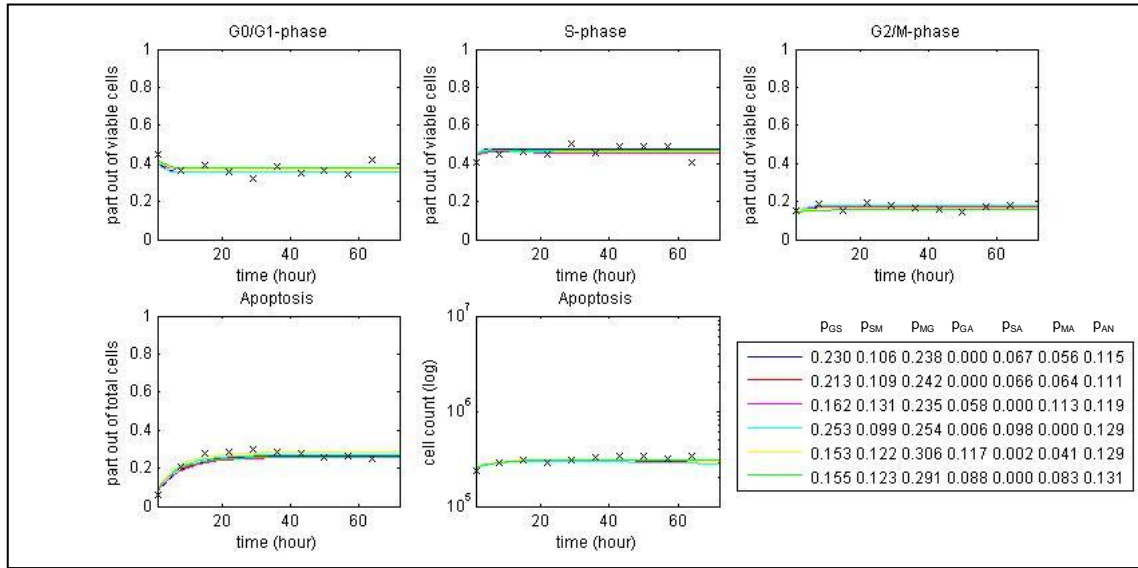 G0/G1-phase
1
0.8
0.6
0.4
0.2
0
20 40 60
time (hour)
part out of viable cells
S-phase
1
0.8
0.6
0.4
0.2
0
20 40 60
time (hour)
part out of viable cells
G2/M-phase
1
0.8
0.6
0.4
0.2
0
20 40 60
time (hour)
part out of viable cells
Apoptosis
1
0.8
0.6
0.4
0.2
0
20 40 60
time (hour)
part out of total cells
Apoptosis
10^7
10^6
10^5
20 40 60
time (hour)
cell count (log)
pGS pSM pMG pGA pSA pMA pAN
0.230 0.106 0.238 0.000 0.067 0.056 0.115
0.213 0.109 0.242 0.000 0.066 0.064 0.111
0.162 0.131 0.235 0.058 0.000 0.113 0.119
0.253 0.099 0.254 0.006 0.098 0.000 0.129
0.153 0.122 0.306 0.117 0.002 0.041 0.129
0.155 0.123 0.291 0.088 0.000 0.083 0.131